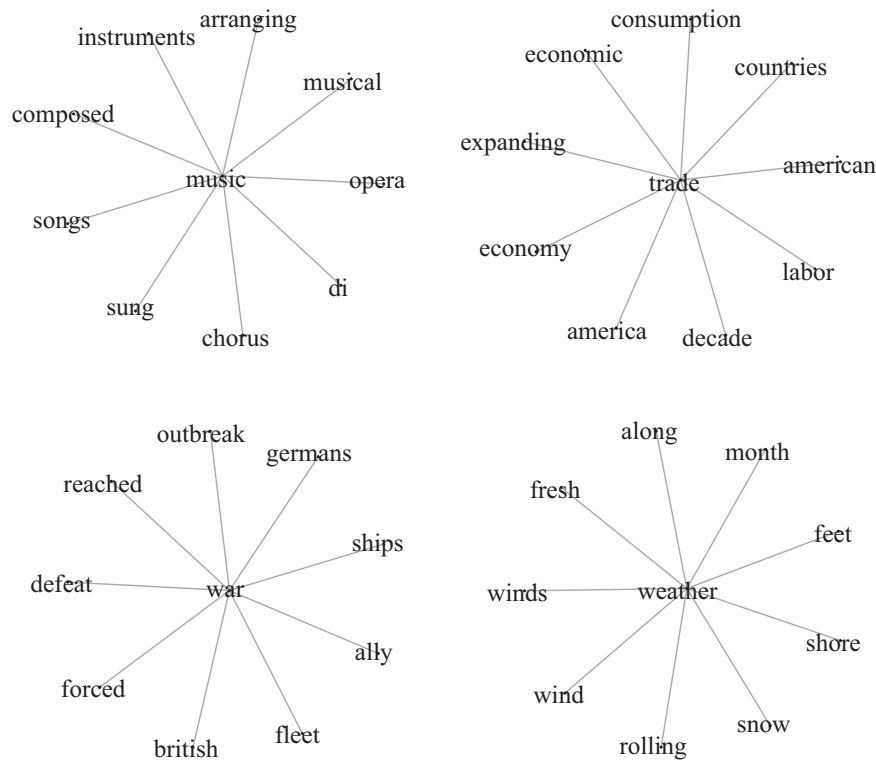 arranging
instruments
musical
composed
music
opera
songs
di
sung
chorus
consumption
economic
countries
expanding
american
trade
economy
labor
america
decade
outbreak
germans
reached
ships
defeat
war
ally
forced
fleet
british
along
month
fresh
feet
winds
weather
shore
wind
snow
rolling